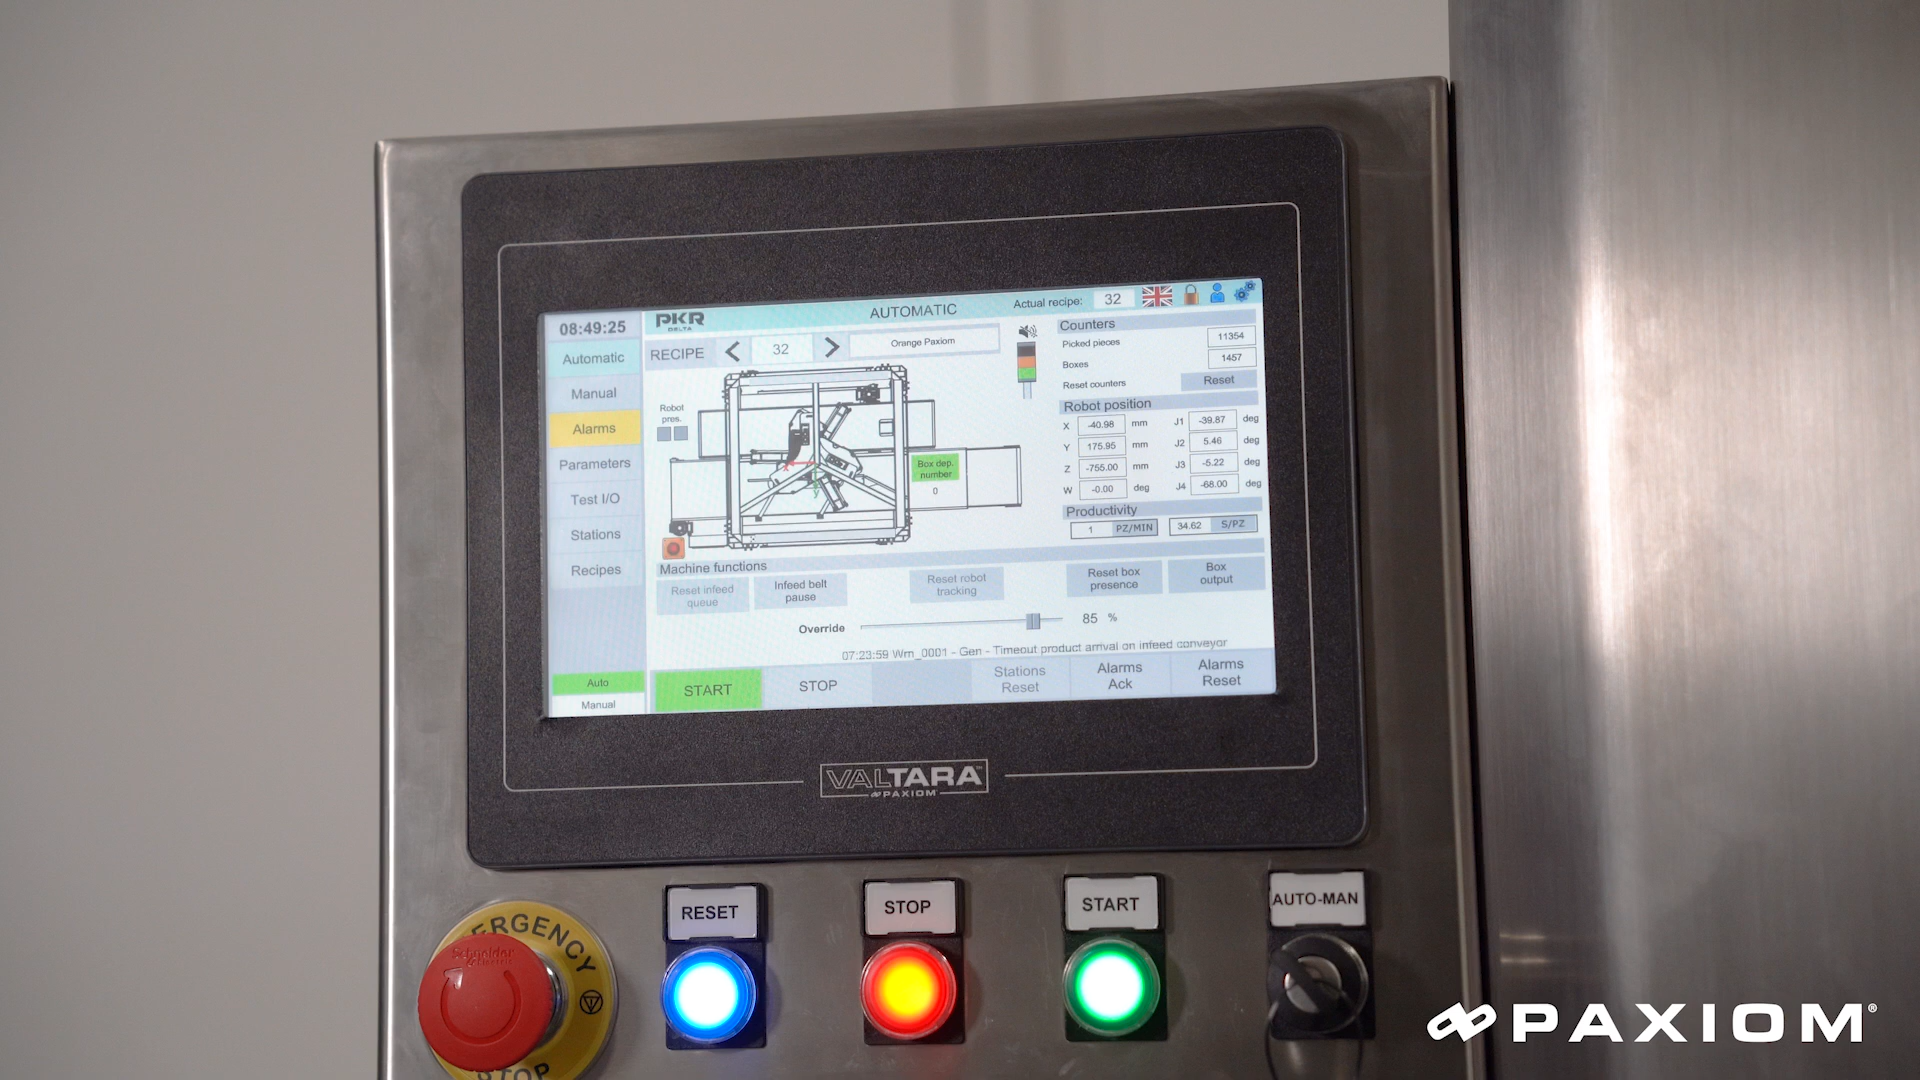 08:49:25
PKR
DELTA
AUTOMATIC
Actual recipe: 32
Automatic
Manual
Alarms
Parameters
Test I/O
Stations
Recipes
Auto
Manual
RECIPE < 32 > Orange Paxiom
Robot
pres.
X
Y
Box dep.
number
0
Counters
Picked pieces 11354
Boxes 1457
Reset counters Reset
Robot position
X -40.98 mm J1 -39.87 deg
Y 175.95 mm J2 5.46 deg
Z -755.00 mm J3 -5.22 deg
W -0.00 deg J4 -68.00 deg
Productivity
1 PZ/MIN 34.62 S/PZ
Machine functions
Reset infeed
queue
Infeed belt
pause
Reset robot
tracking
Reset box
presence
Box
output
Override 85 %
07:23:59 Wrn_0001 - Gen - Timeout product arrival on infeed conveyor
START
STOP
Stations
Reset
Alarms
Ack
Alarms
Reset
VALTARA™
PAXIOM
EMERGENCY
STOP
Schneider
Electric
RESET
STOP
START
AUTO-MAN
PAXIOM®